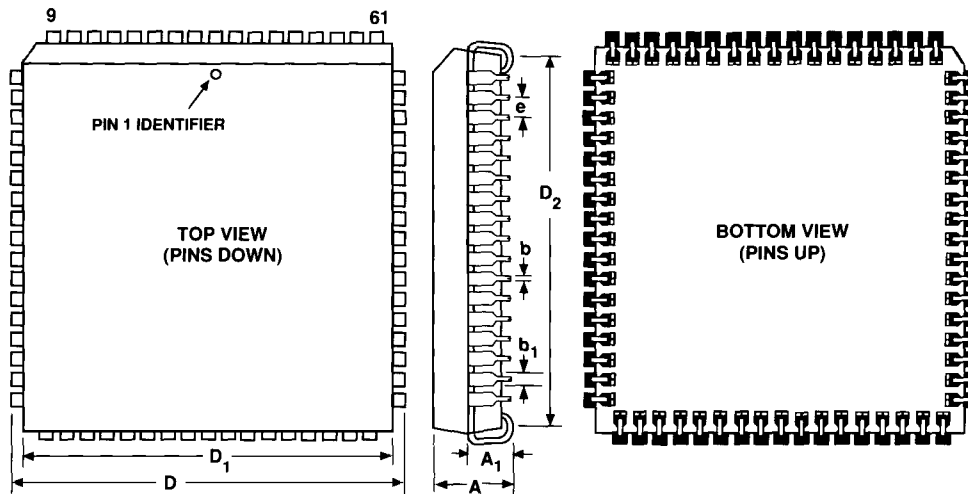 9
61
PIN 1 IDENTIFIER
TOP VIEW
(PINS DOWN)
D1
D
e
D2
b
b1
A1
A
BOTTOM VIEW
(PINS UP)